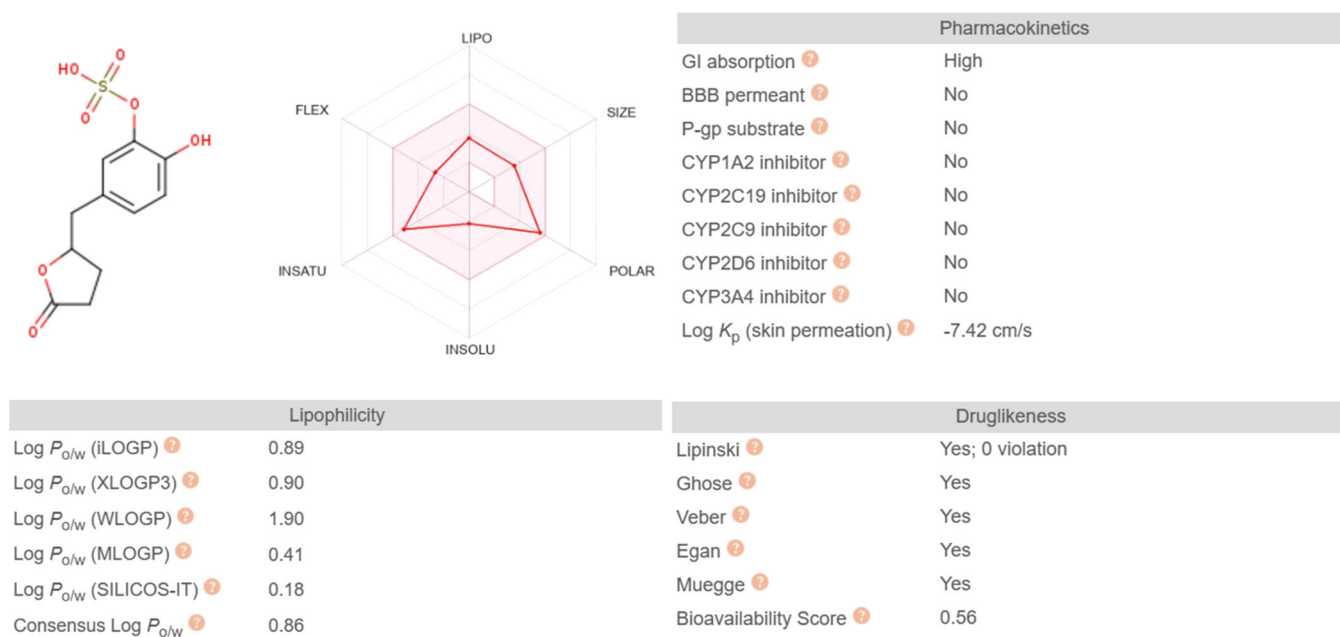 HO
O
S
O
O
OH
O
O
LIPO
FLEX
SIZE
INSATU
POLAR
INSOLU
Pharmacokinetics
GI absorption ? High
BBB permeant ? No
P-gp substrate ? No
CYP1A2 inhibitor ? No
CYP2C19 inhibitor ? No
CYP2C9 inhibitor ? No
CYP2D6 inhibitor ? No
CYP3A4 inhibitor ? No
Log Kp (skin permeation) ? -7.42 cm/s
Lipophilicity
Log Po/w (iLOGP) ? 0.89
Log Po/w (XLOGP3) ? 0.90
Log Po/w (WLOGP) ? 1.90
Log Po/w (MLOGP) ? 0.41
Log Po/w (SILICOS-IT) ? 0.18
Consensus Log Po/w ? 0.86
Druglikeness
Lipinski ? Yes; 0 violation
Ghose ? Yes
Veber ? Yes
Egan ? Yes
Muegge ? Yes
Bioavailability Score ? 0.56